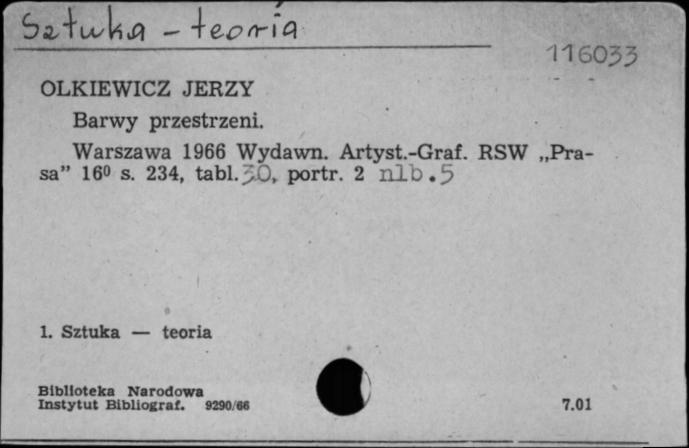 Sztuka – teoria
116033
OLKIEWICZ JERZY
Barwy przestrzeni.
Warszawa 1966 Wydawn. Artyst.-Graf. RSW „Pra-
sa” 16⁰ s. 234, tabl. 30, portr. 2 nlb. 5
1. Sztuka — teoria
Biblioteka Narodowa
Instytut Bibliograf. 9290/66
7.01